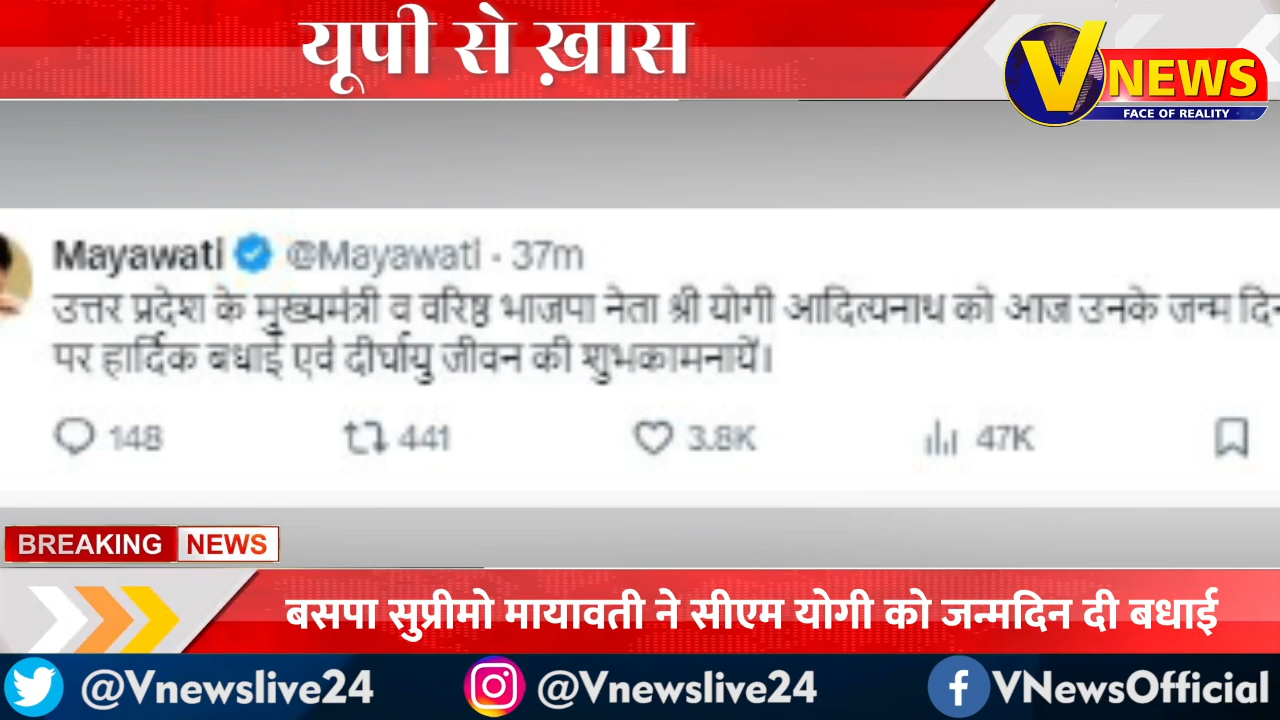 यूपी से ख़ास
V NEWS
FACE OF REALITY
Mayawati @Mayawati · 37m
उत्तर प्रदेश के मुख्यमंत्री व वरिष्ठ भाजपा नेता श्री योगी आदित्यनाथ को आज उनके जन्म
पर हार्दिक बधाई एवं दीर्घायु जीवन की शुभकामनायें।
148 441 3.8K 47K
BREAKING NEWS
बसपा सुप्रीमो मायावती ने सीएम योगी को जन्मदिन दी बधाई
@Vnewslive24 @Vnewslive24 VNewsOfficial